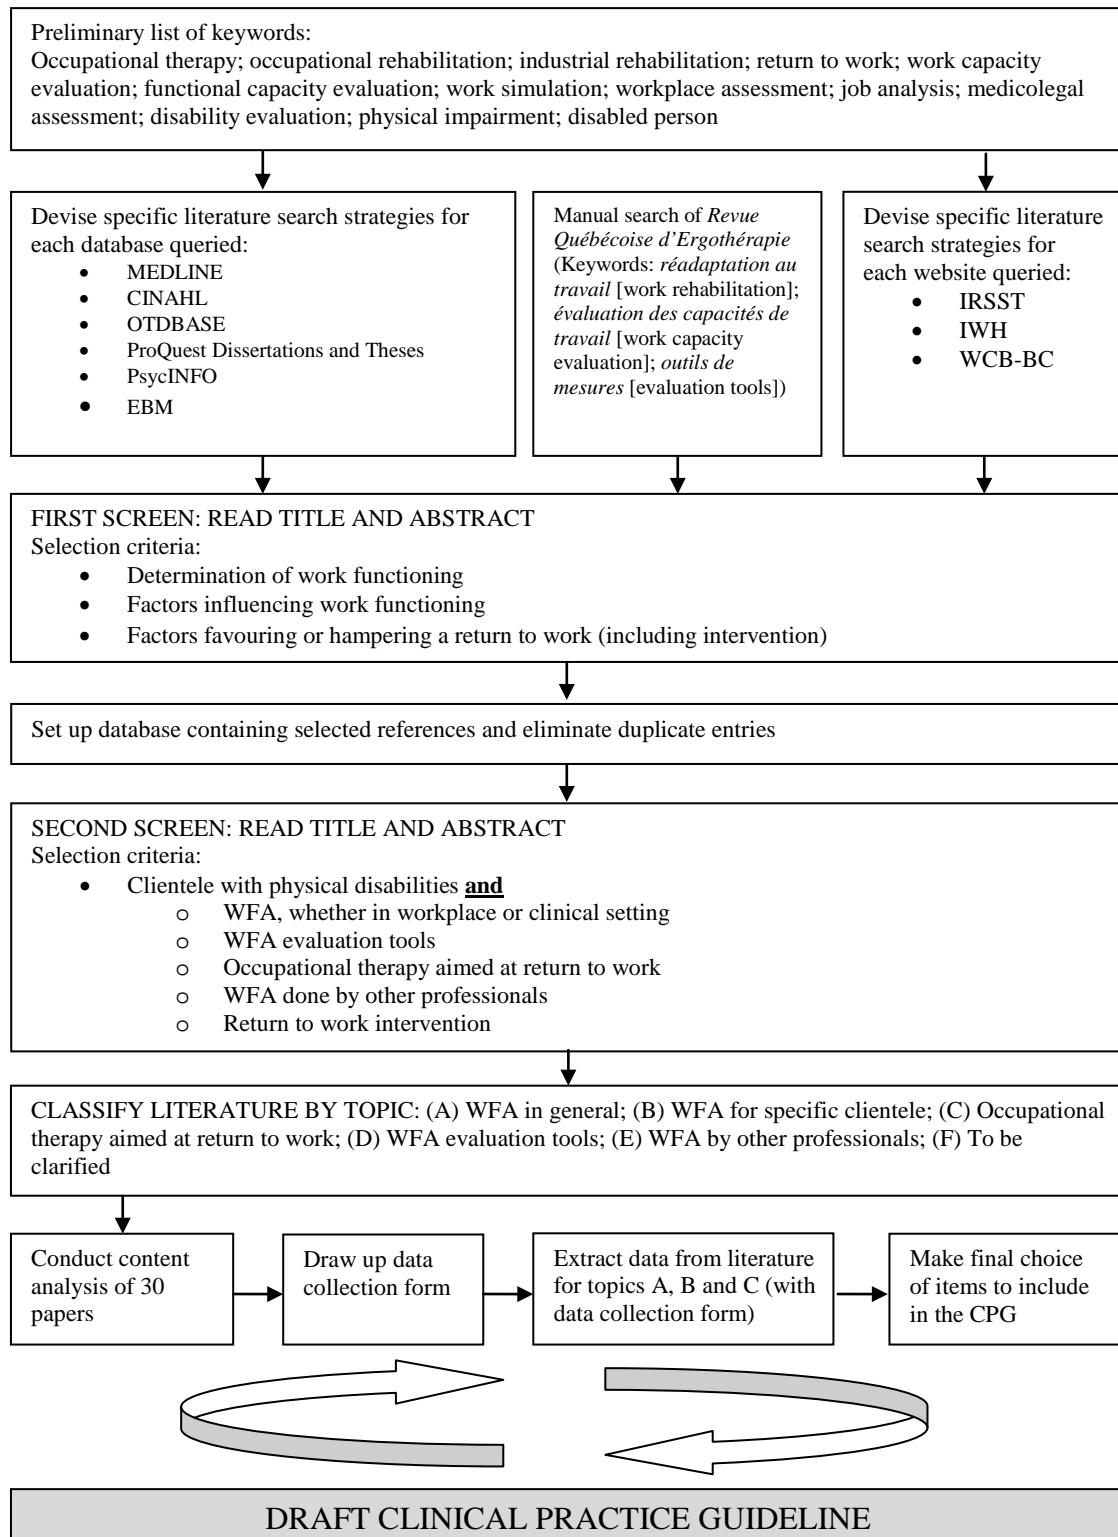 Preliminary list of keywords:
Occupational therapy; occupational rehabilitation; industrial rehabilitation; return to work; work capacity
evaluation; functional capacity evaluation; work simulation; workplace assessment; job analysis; medicolegal
assessment; disability evaluation; physical impairment; disabled person
Devise specific literature search strategies for
each database queried:
• MEDLINE
• CINAHL
• OTDBASE
• ProQuest Dissertations and Theses
• PsycINFO
• EBM
Manual search of Revue
Québécoise d'Ergothérapie
(Keywords: réadaptation au
travail [work rehabilitation];
évaluation des capacités de
travail [work capacity
evaluation]; outils de
mesures [evaluation tools])
Devise specific literature
search strategies for
each website queried:
• IRSST
• IWH
• WCB-BC
FIRST SCREEN: READ TITLE AND ABSTRACT
Selection criteria:
• Determination of work functioning
• Factors influencing work functioning
• Factors favouring or hampering a return to work (including intervention)
Set up database containing selected references and eliminate duplicate entries
SECOND SCREEN: READ TITLE AND ABSTRACT
Selection criteria:
• Clientele with physical disabilities and
o WFA, whether in workplace or clinical setting
o WFA evaluation tools
o Occupational therapy aimed at return to work
o WFA done by other professionals
o Return to work intervention
CLASSIFY LITERATURE BY TOPIC: (A) WFA in general; (B) WFA for specific clientele; (C) Occupational
therapy aimed at return to work; (D) WFA evaluation tools; (E) WFA by other professionals; (F) To be
clarified
Conduct content
analysis of 30
papers
Draw up data
collection form
Extract data from literature
for topics A, B and C (with
data collection form)
Make final choice
of items to include
in the CPG
DRAFT CLINICAL PRACTICE GUIDELINE